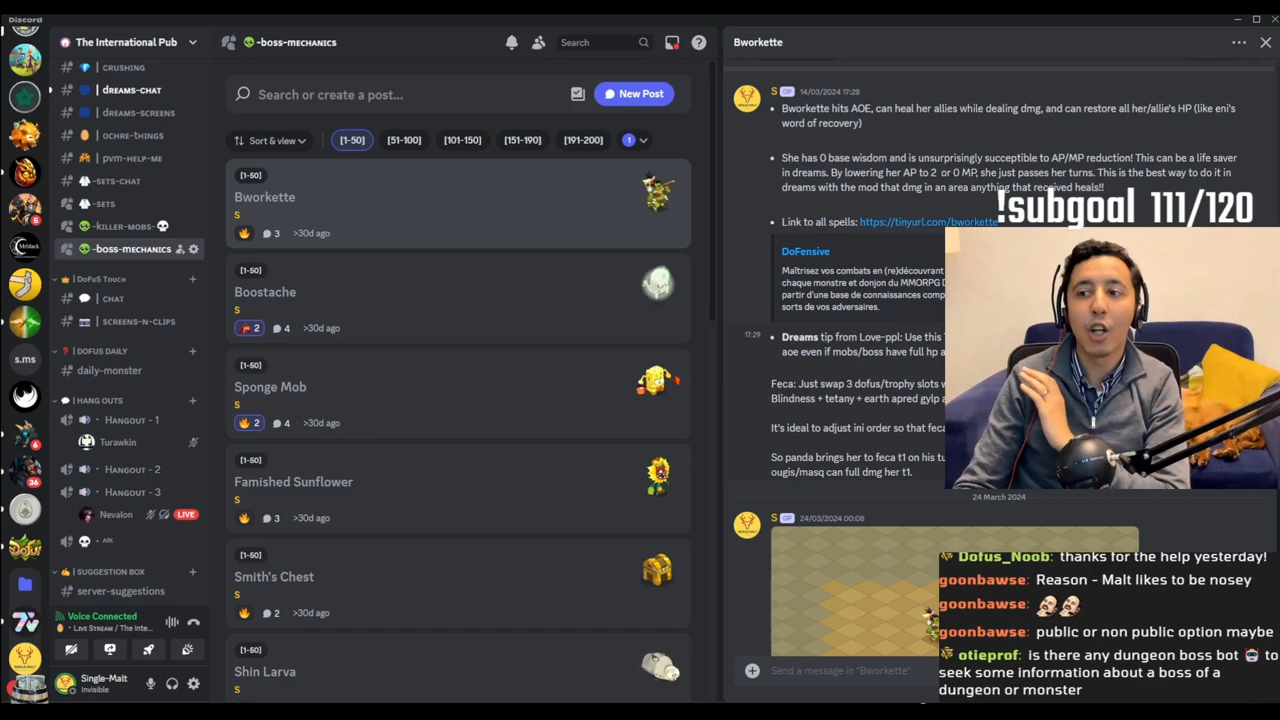 Discord
The International Pub
CRUSHING
DREAMS-CHAT
DREAMS-SCREENS
OCHRE-THINGS
PVM-HELP-ME
-SETS-CHAT
-SETS
-KILLER-MOBS-
-BOSS-MECHANICS
DOFUS TOUCH
CHAT
SCREENS-N-CLIPS
DOFUS DAILY
daily-monster
HANG OUTS
HANGOUT - 1
Turawkin
HANGOUT - 2
HANGOUT - 3
Nevalon
LIVE
AFK
SUGGESTION BOX
server-suggestions
Voice Connected
LIVE STREAM / The Inte...
Single-Malt
Invisible
s.ms
5
6
36
-BOSS-MECHANICS
Search
Search or create a post...
New Post
Sort & view
[1-50]
[51-100]
[101-150]
[151-190]
[191-200]
1
[1-50]
Bworkette
S
3 >30d ago
[1-50]
Boostache
S
2 4 >30d ago
[1-50]
Sponge Mob
S
2 4 >30d ago
[1-50]
Famished Sunflower
S
3 >30d ago
[1-50]
Smith's Chest
S
2 >30d ago
[1-50]
Shin Larva
S
Bworkette
S OP 14/03/2024 17:28
• Bworkette hits AOE, can heal her allies while dealing dmg, and can restore all her/allie's HP (like eni's
word of recovery)
• She has 0 base wisdom and is unsurprisingly succeptible to AP/MP reduction! This can be a life saver
in dreams. By lowering her AP to 2 or 0 MP, she just passes her turns. This is the best way to do it in
dreams with the mod that dmg in an area anything that received heals!!
• Link to all spells: https://tinyurl.com/bworkette
DoFensive
Maîtrisez vos combats en (re)découvrant
chaque monstre et donjon du MMORPG D
partir d'une base de connaissances comp
sorts de vos adversaires.
17:29
• Dreams tip from Love-ppl: Use this
aoe even if mobs/boss have full hp a
Feca: Just swap 3 dofus/trophy slots w
Blindness + tetany + earth apred gelya
It's ideal to adjust ini order so that feca
So panda brings her to feca t1 on his tu
ougis/masq can full dmg her t1.
24 March 2024
S OP 24/03/2024 00:08
Send a message in "Bworkette"
!subgoal 111/120
Dofus_Noob: thanks for the help yesterday!
goonbawse: Reason - Malt likes to be nosey
goonbawse:
goonbawse: public or non public option maybe
otieprof: is there any dungeon boss bot to
seek some information about a boss of a
dungeon or monster